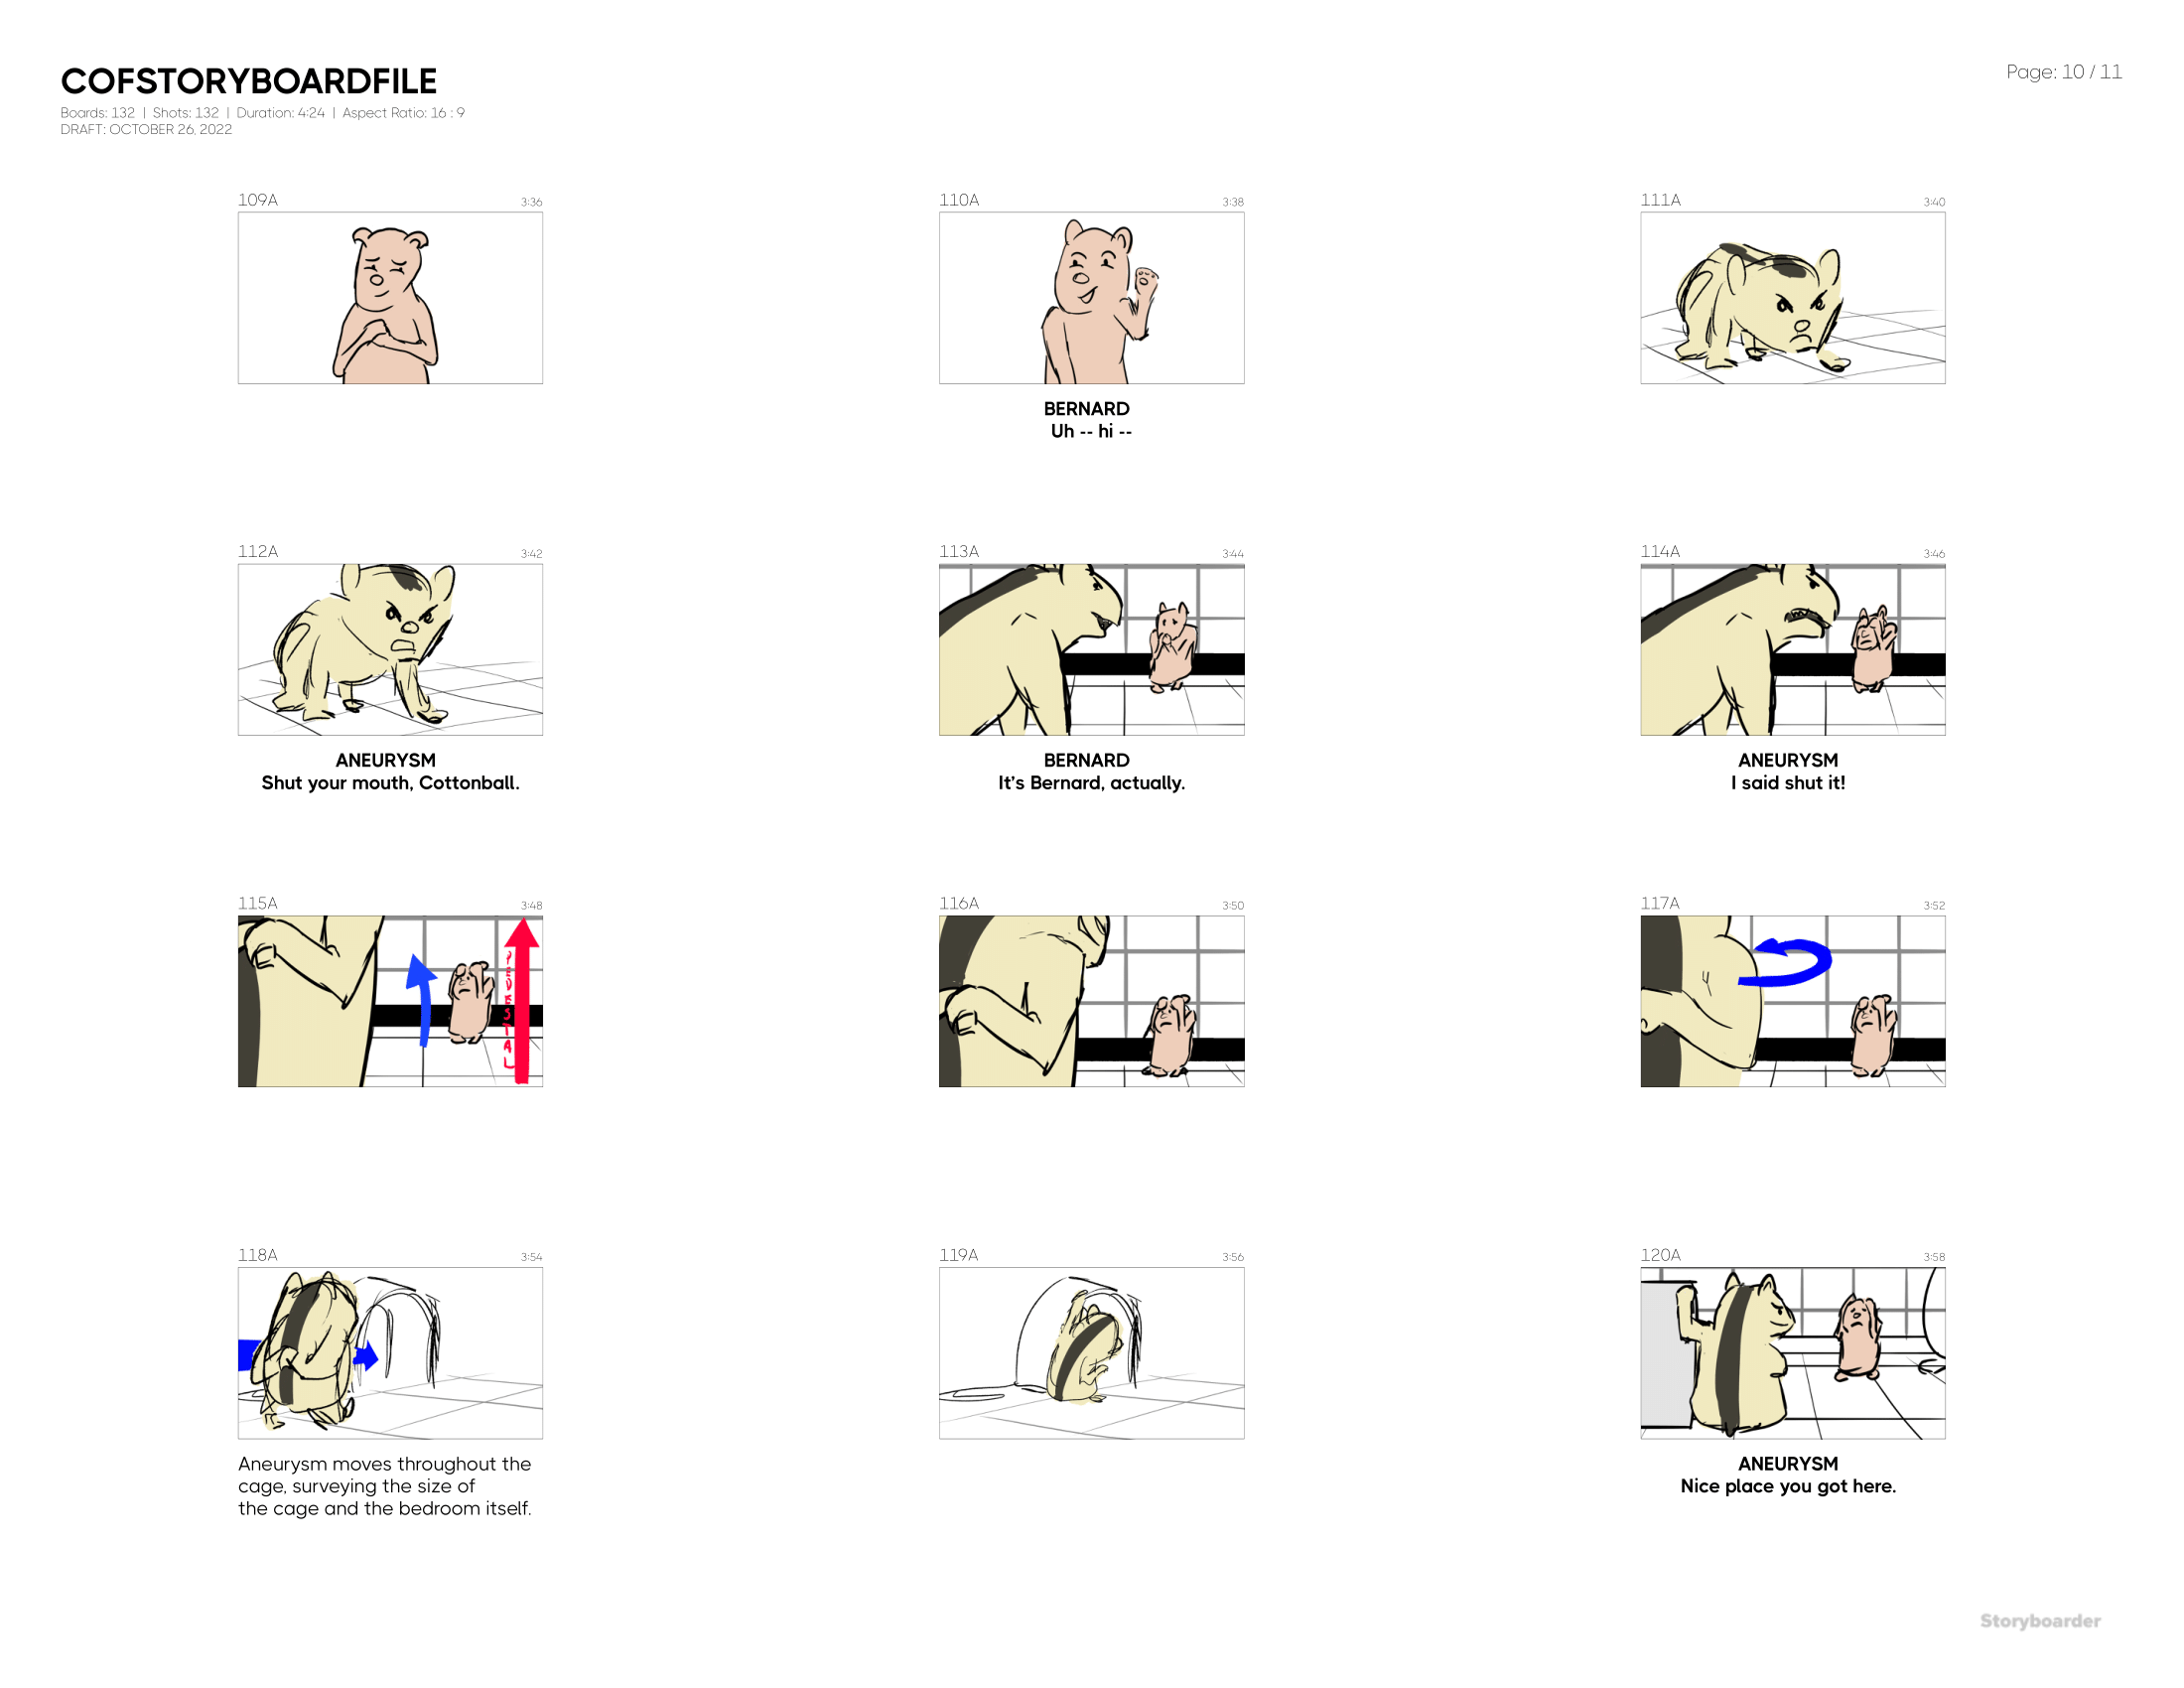 COFSTORYBOARDFILE
Boards: 132 | Shots: 132 | Duration: 4:24 | Aspect Ratio: 16 : 9
DRAFT: OCTOBER 26, 2022
Page: 10 / 11
109A 3:36
110A 3:38
BERNARD
Uh -- hi --
111A 3:40
112A 3:42
ANEURYSM
Shut your mouth, Cottonball.
113A 3:44
BERNARD
It's Bernard, actually.
114A 3:46
ANEURYSM
I said shut it!
115A 3:48
PEDESTAL
116A 3:50
117A 3:52
118A 3:54
Aneurysm moves throughout the
cage, surveying the size of
the cage and the bedroom itself.
119A 3:56
120A 3:58
ANEURYSM
Nice place you got here.
Storyboarder